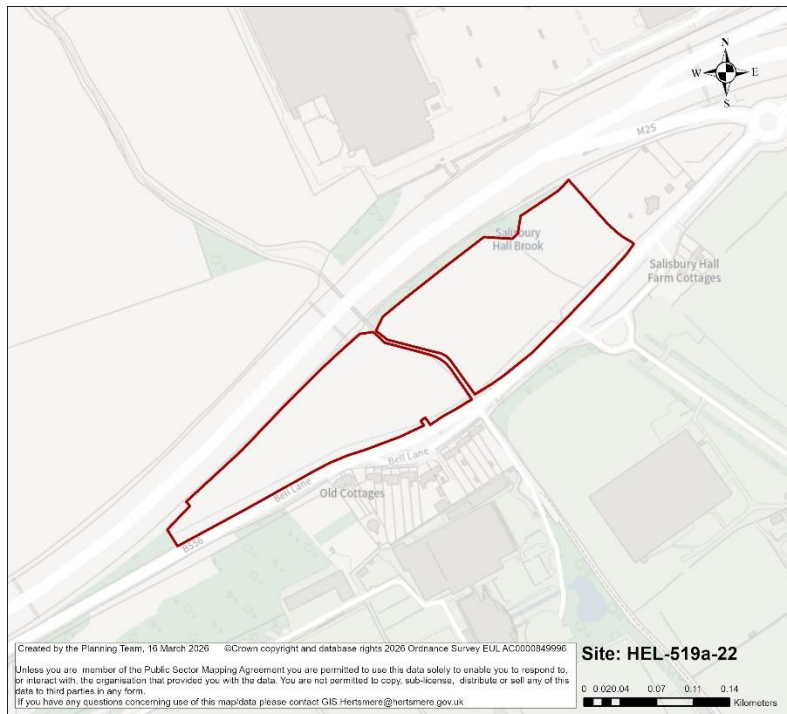 N
W E
S
M25
Salisbury
Hall Brook
Salisbury Hall
Farm Cottages
Bell Lane
Old Cottages
Bell Lane
B556
Created by the Planning Team, 16 March 2026 ©Crown copyright and database rights 2026 Ordnance Survey EUL AC0000849996
Unless you are member of the Public Sector Mapping Agreement you are permitted to use this data solely to enable you to respond to,
or interact with, the organisation that provided you with the data. You are not permitted to copy, sub-license, distribute or sell any of this
data to third parties in any form.
If you have any questions concerning use of this map/data please contact GIS.Hertsmere@hertsmere.gov.uk
Site: HEL-519a-22
0 0.020.04 0.07 0.11 0.14
Kilometers